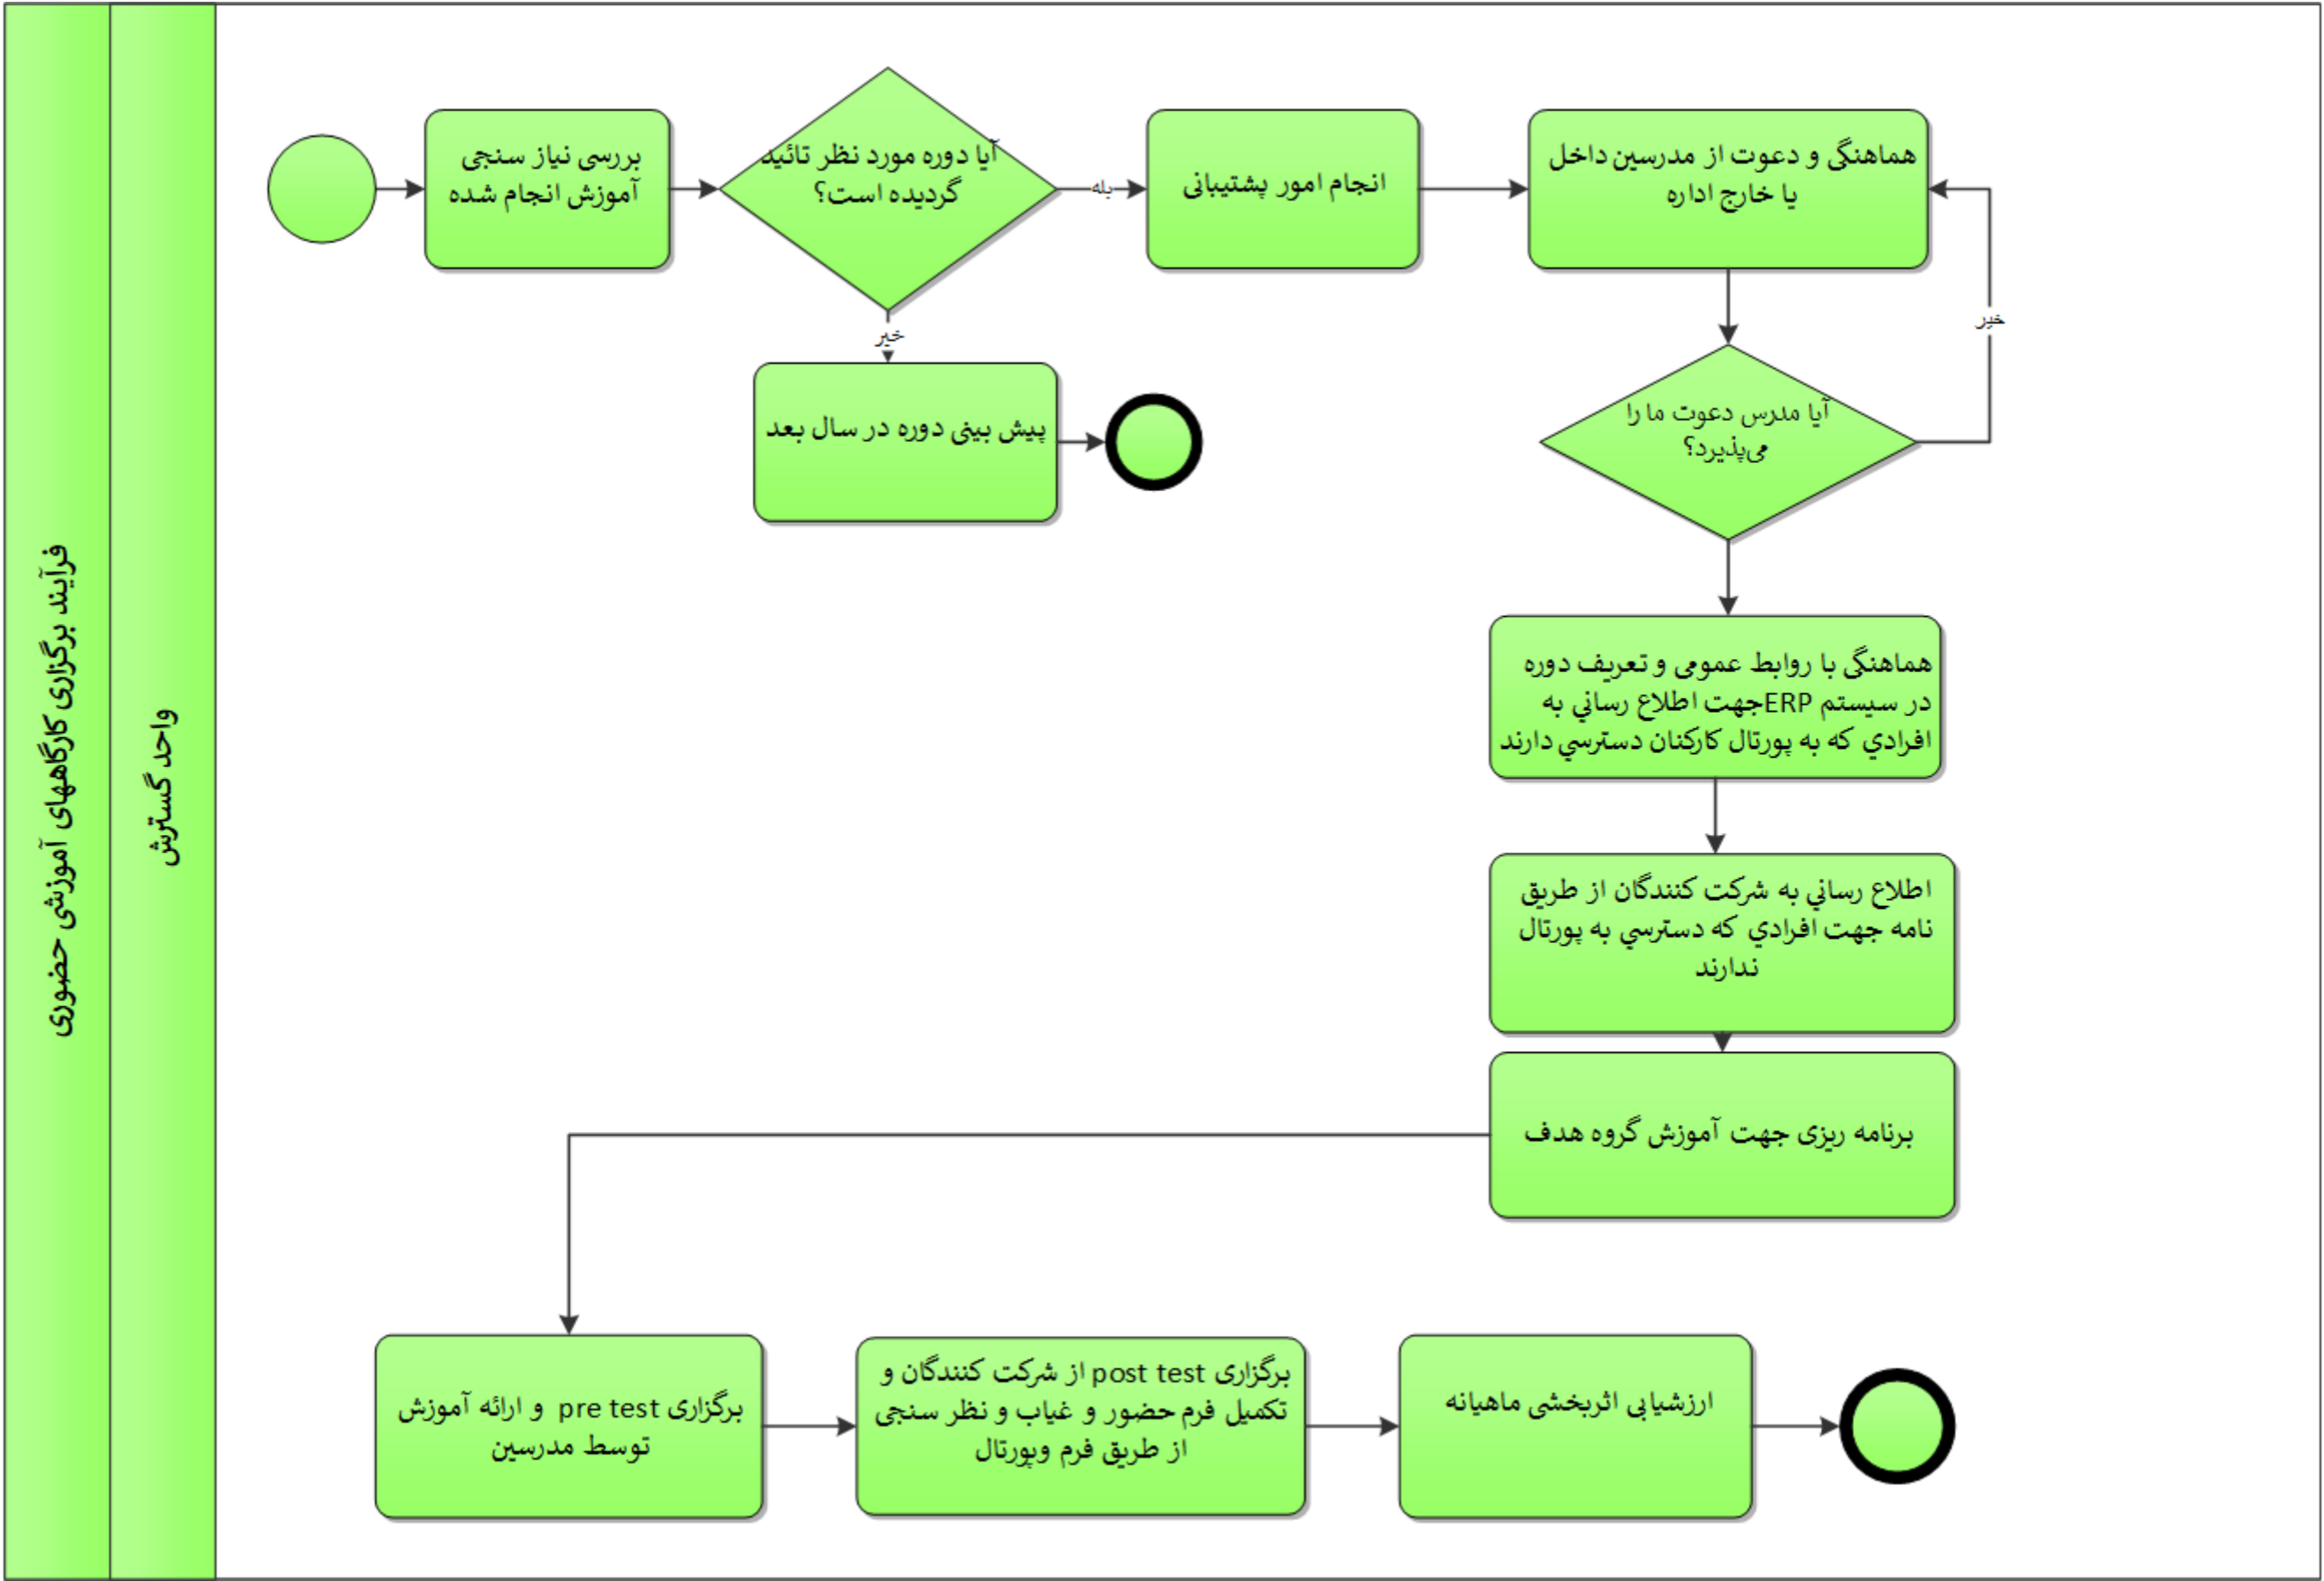 فرآیند برگزاری کارگاههای آموزشی حضوری
واحد گسترش
بررسی نیاز سنجی
آموزش انجام شده
آیا دوره مورد نظر تائید
گردیده است؟
بله
انجام امور پشتیبانی
هماهنگی و دعوت از مدرسین داخل
یا خارج اداره
خیر
پیش بینی دوره در سال بعد
آیا مدرس دعوت ما را
می‌پذیرد؟
خیر
هماهنگی با روابط عمومی و تعریف دوره
در سیستم ERPجهت اطلاع رساني به
افرادي که به پورتال کارکنان دسترسي دارند
اطلاع رساني به شرکت کنندگان از طریق
نامه جهت افرادي که دسترسي به پورتال
ندارند
برنامه ریزی جهت آموزش گروه هدف
برگزاری pre test و ارائه آموزش
توسط مدرسین
برگزاری post test از شرکت کنندگان و
تکمیل فرم حضور و غیاب و نظر سنجی
از طریق فرم وپورتال
ارزشیابی اثربخشی ماهیانه